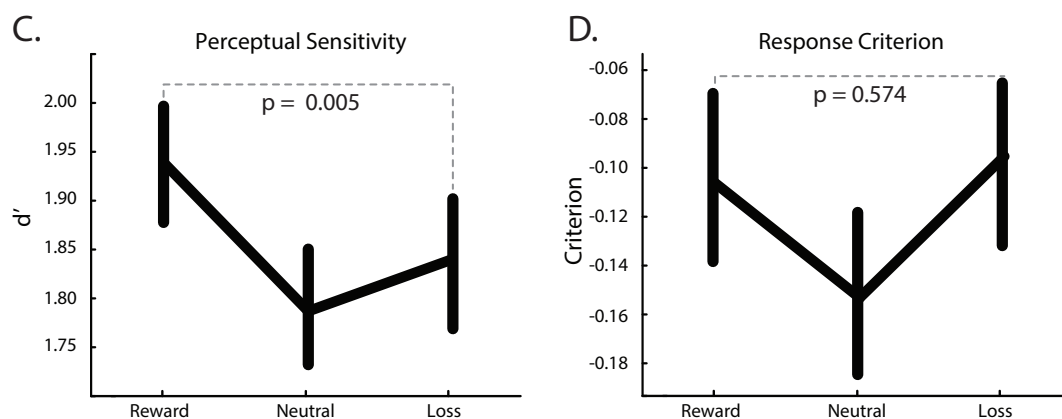 C.
Perceptual Sensitivity
d'
2.00
1.95
1.90
1.85
1.80
1.75
p = 0.005
Reward Neutral Loss
D.
Response Criterion
Criterion
-0.06
-0.08
-0.10
-0.12
-0.14
-0.16
-0.18
p = 0.574
Reward Neutral Loss